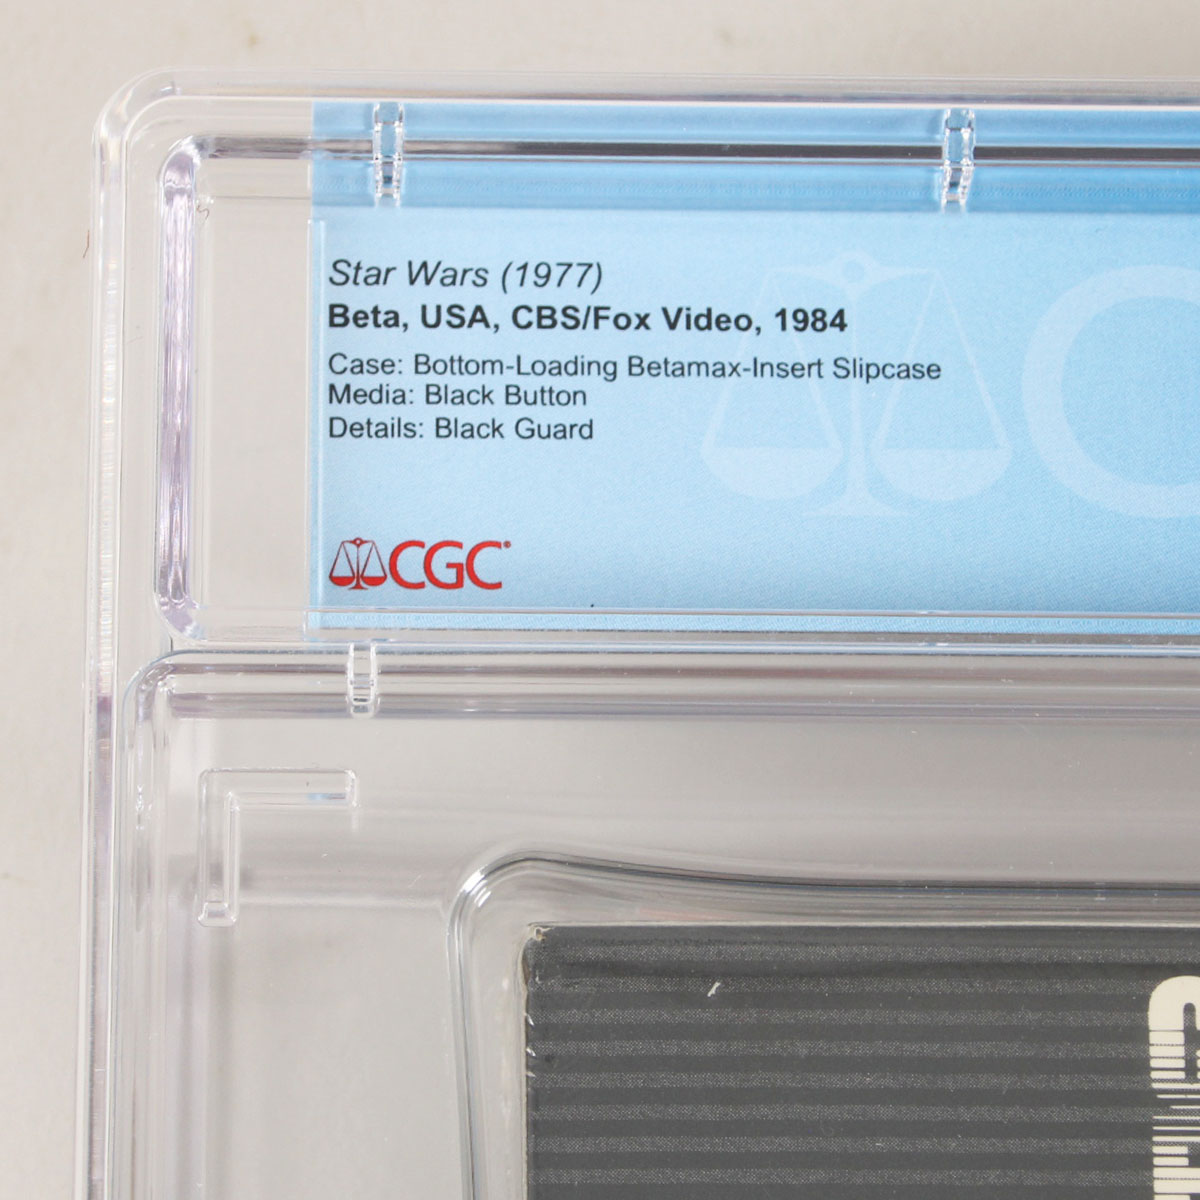 Star Wars (1977)
Beta, USA, CBS/Fox Video, 1984
Case: Bottom-Loading Betamax-Insert Slipcase
Media: Black Button
Details: Black Guard
CGC®